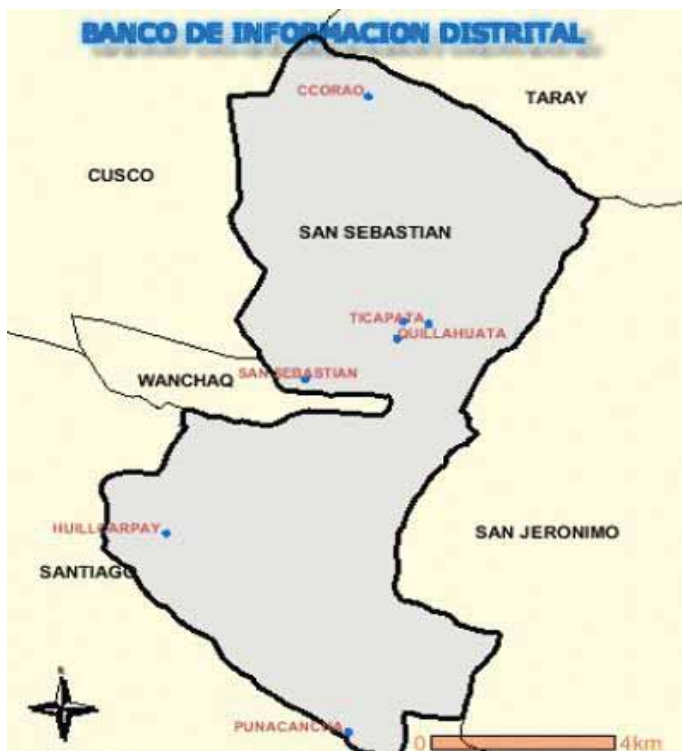 BANCO DE INFORMACION DISTRITAL
CCORAO
TARAY
CUSCO
SAN SEBASTIAN
TICAPATA
QUILLAHUATA
SAN SEBASTIAN
WANCHAQ
HUILLCARPAY
SAN JERONIMO
SANTIAGO
PUNACANCHA
0 4km